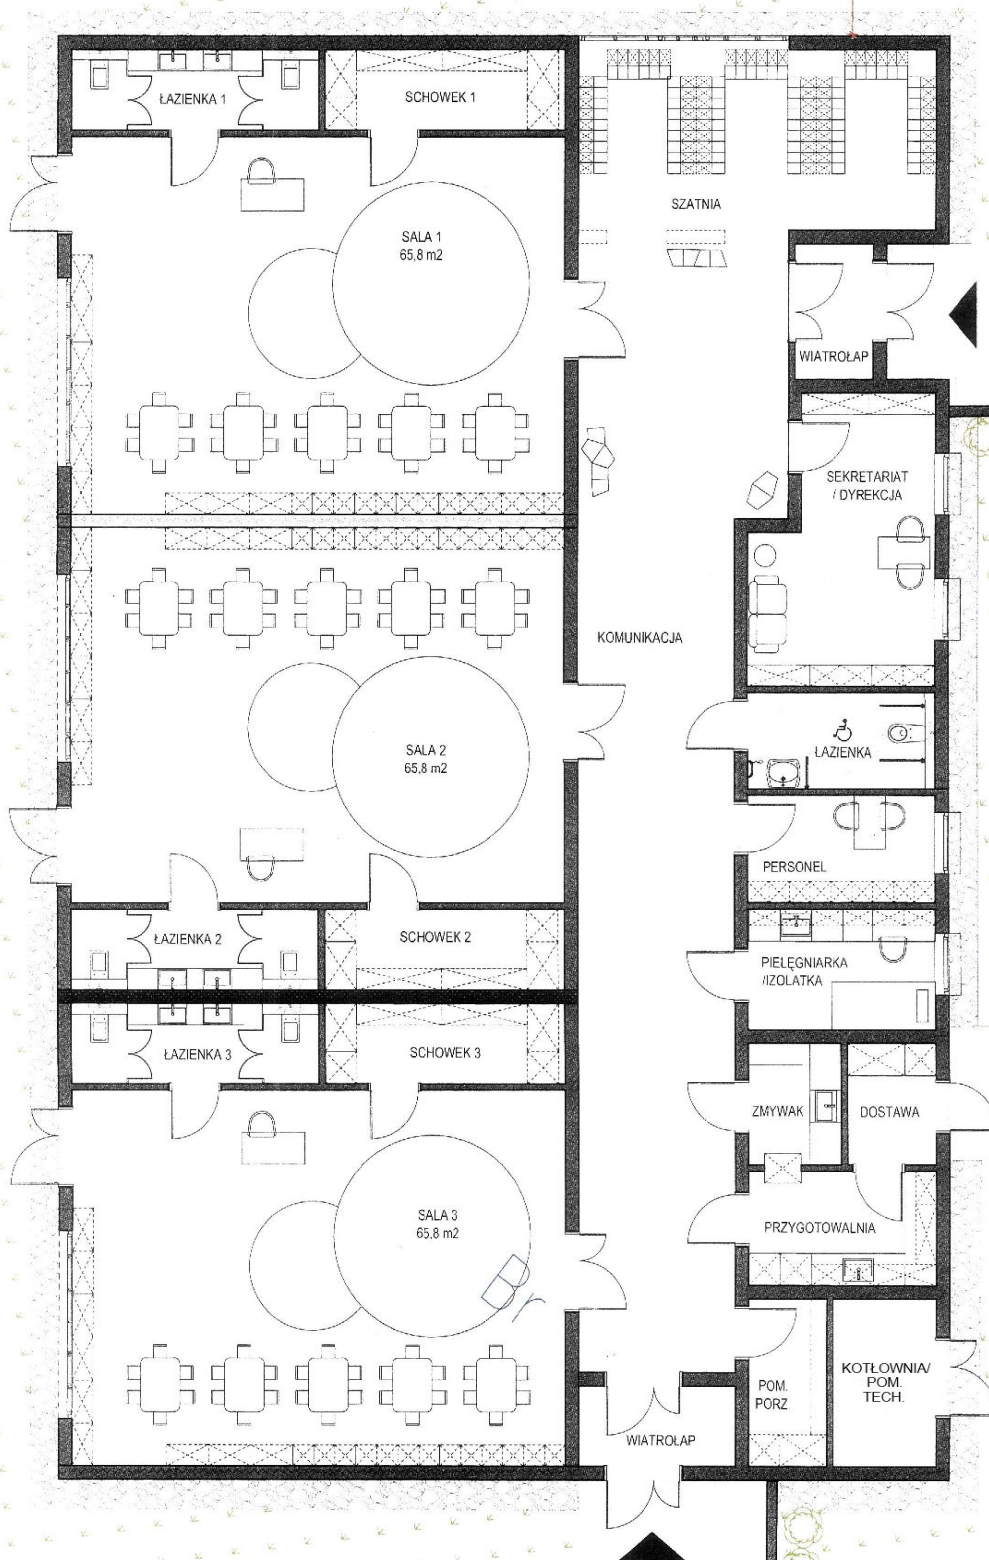 ŁAZIENKA 1
SCHOWEK 1
SZATNIA
SALA 1
65,8 m2
WIATROŁAP
SEKRETARIAT
/ DYREKCJA
KOMUNIKACJA
SALA 2
65,8 m2
ŁAZIENKA
PERSONEL
ŁAZIENKA 2
SCHOWEK 2
PIELĘGNIARKA
/IZOLATKA
ŁAZIENKA 3
SCHOWEK 3
ZMYWAK
DOSTAWA
SALA 3
65,8 m2
PRZYGOTOWALNIA
POM.
PORZ
KOTŁOWNIA/
POM.
TECH.
WIATROŁAP